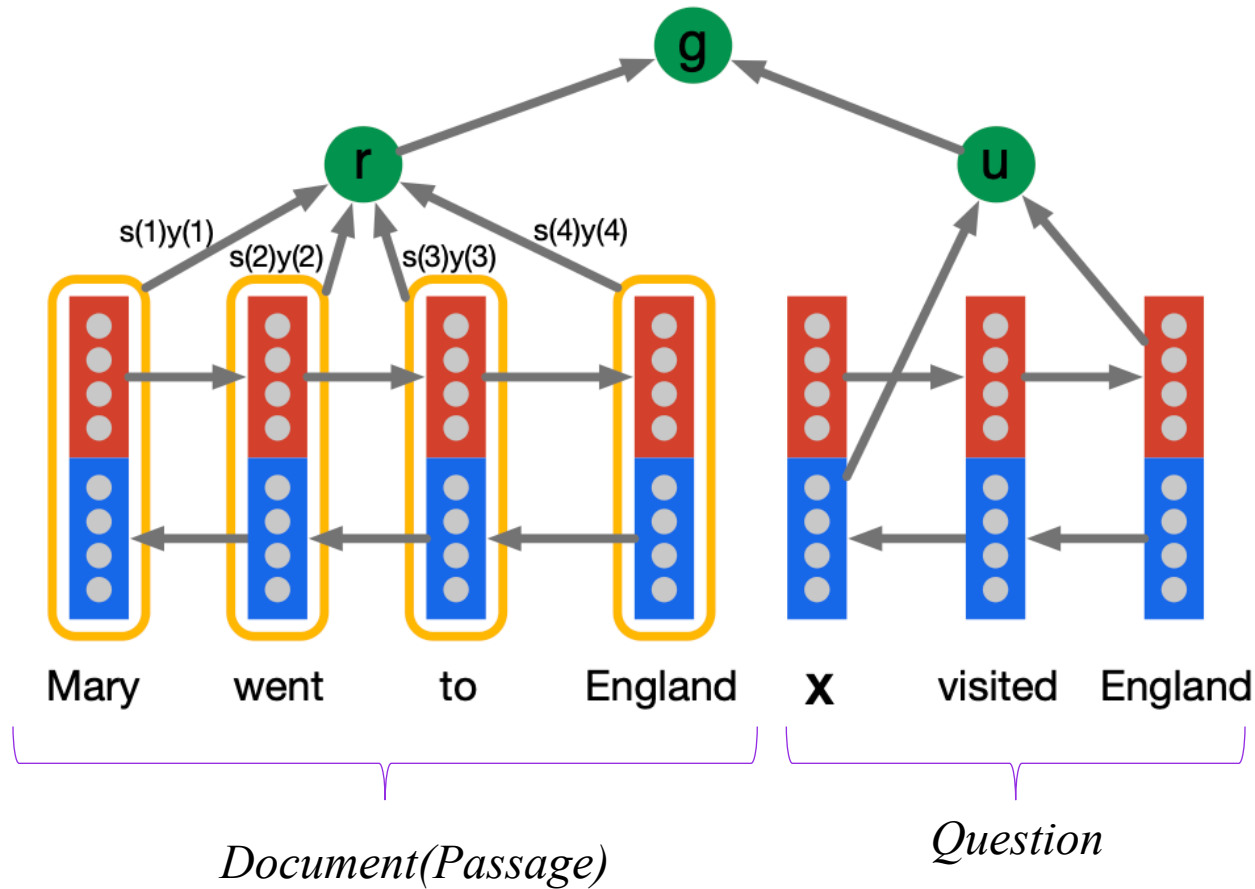 g
r
u
s(1)y(1)
s(2)y(2)
s(3)y(3)
s(4)y(4)
Mary went to England x visited England
Document(Passage)
Question